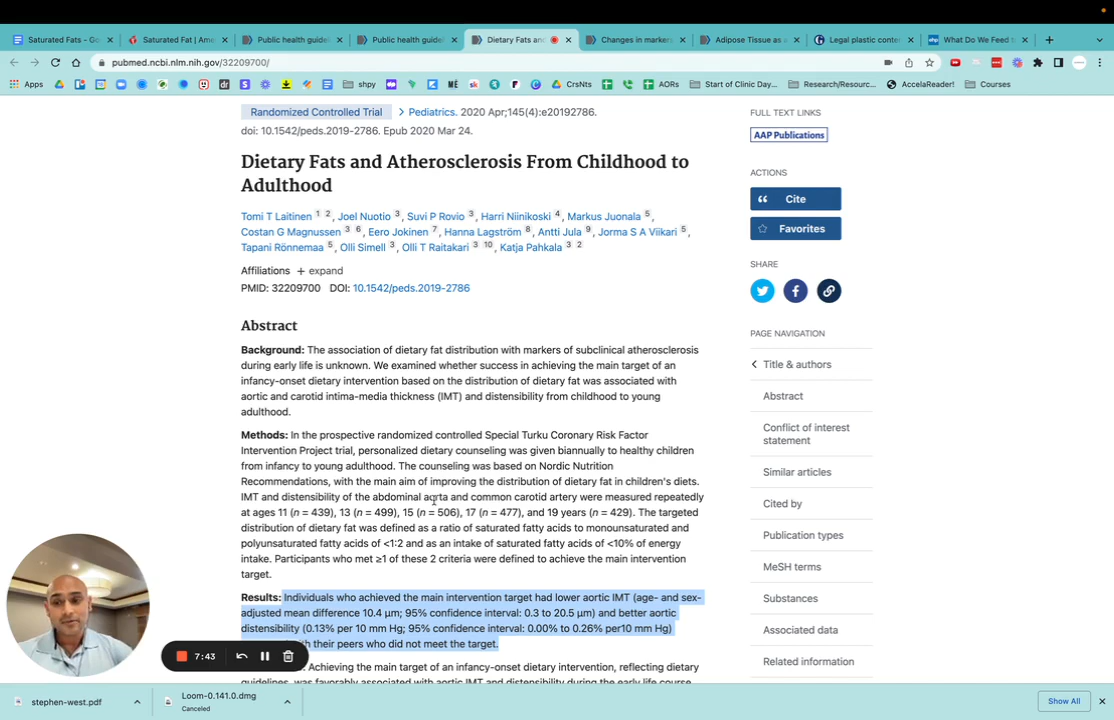 Saturated Fats - Go
Saturated Fat | Ame
Public health guide
Public health guide
Dietary Fats and
Changes in marker
Adipose Tissue as
Legal plastic conte
What Do We Feed
pubmed.ncbi.nlm.nih.gov/32209700/
Apps
shpy
CrsNts
AORs
Start of Clinic Day...
Research/Resourc...
AccelaReader!
Courses
Randomized Controlled Trial > Pediatrics. 2020 Apr;145(4):e20192786.
doi: 10.1542/peds.2019-2786. Epub 2020 Mar 24.
Dietary Fats and Atherosclerosis From Childhood to
Adulthood
Tomi T Laitinen 1 2, Joel Nuotio 3, Suvi P Rovio 3, Harri Niinikoski 4, Markus Juonala 5,
Costan G Magnussen 3 6, Eero Jokinen 7, Hanna Lagström 8, Antti Jula 9, Jorma S A Viikari 5,
Tapani Rönnemaa 5, Olli Simell 3, Olli T Raitakari 3 10, Katja Pahkala 3 2
Affiliations + expand
PMID: 32209700 DOI: 10.1542/peds.2019-2786
Abstract
Background: The association of dietary fat distribution with markers of subclinical atherosclerosis
during early life is unknown. We examined whether success in achieving the main target of an
infancy-onset dietary intervention based on the distribution of dietary fat was associated with
aortic and carotid intima-media thickness (IMT) and distensibility from childhood to young
adulthood.
Methods: In the prospective randomized controlled Special Turku Coronary Risk Factor
Intervention Project trial, personalized dietary counseling was given biannually to healthy children
from infancy to young adulthood. The counseling was based on Nordic Nutrition
Recommendations, with the main aim of improving the distribution of dietary fat in children's diets.
IMT and distensibility of the abdominal aorta and common carotid artery were measured repeatedly
at ages 11 (n = 439), 13 (n = 499), 15 (n = 506), 17 (n = 477), and 19 years (n = 429). The targeted
distribution of dietary fat was defined as a ratio of saturated fatty acids to monounsaturated and
polyunsaturated fatty acids of <1:2 and as an intake of saturated fatty acids of <10% of energy
intake. Participants who met ≥1 of these 2 criteria were defined to achieve the main intervention
target.
Results: Individuals who achieved the main intervention target had lower aortic IMT (age- and sex-
adjusted mean difference 10.4 μm; 95% confidence interval: 0.3 to 20.5 μm) and better aortic
distensibility (0.13% per 10 mm Hg; 95% confidence interval: 0.00% to 0.26% per10 mm Hg)
th their peers who did not meet the target.
Achieving the main target of an infancy-onset dietary intervention, reflecting dietary
guidelines, was favorably associated with aortic IMT and distensibility during the early life course
FULL TEXT LINKS
AAP Publications
ACTIONS
Cite
Favorites
SHARE
PAGE NAVIGATION
Title & authors
Abstract
Conflict of interest
statement
Similar articles
Cited by
Publication types
MeSH terms
Substances
Associated data
Related information
7:43
stephen-west.pdf
Loom-0.141.0.dmg
Canceled
Show All